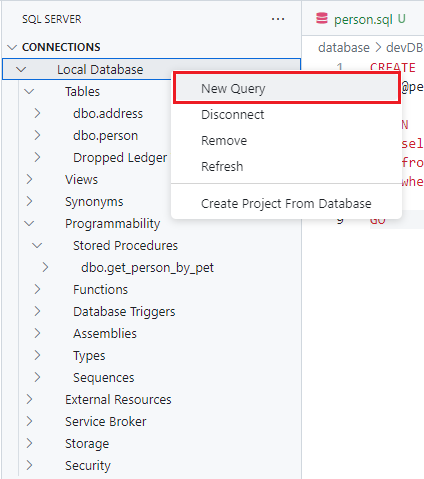 SQL SERVER
...
CONNECTIONS
Local Database
Tables
dbo.address
dbo.person
Dropped Ledger
Views
Synonyms
Programmability
Stored Procedures
dbo.get_person_by_pet
Functions
Database Triggers
Assemblies
Types
Sequences
External Resources
Service Broker
Storage
Security
New Query
Disconnect
Remove
Refresh
Create Project From Database
person.sql U
database > devDB
1 CREATE
@pe
N
sel
fro
whe
9 GO